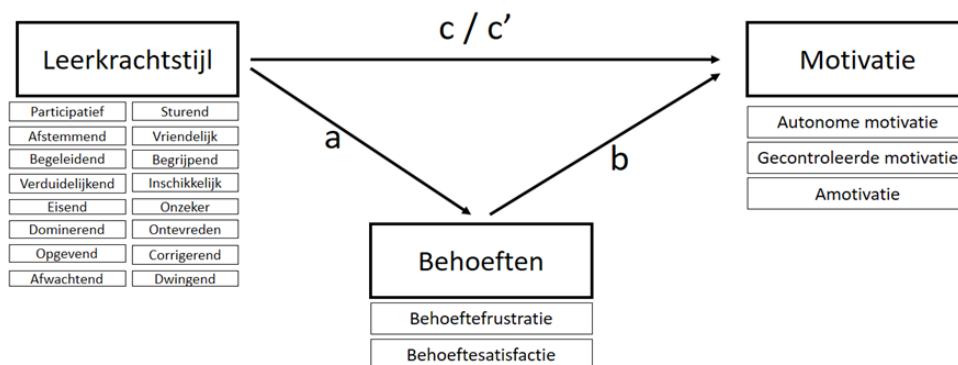 c / c’
Leerkrachtstijl
Motivatie
Participatief Sturend
Afstemmend Vriendelijk
Begeleidend Begrijpend
Verduidelijkend Inschikkelijk
Eisend Onzeker
Dominerend Ontevreden
Opgevend Corrigerend
Afwachtend Dwingend
a
b
Autonome motivatie
Gecontroleerde motivatie
Amotivatie
Behoeften
Behoeftefrustratie
Behoeftesatisfactie